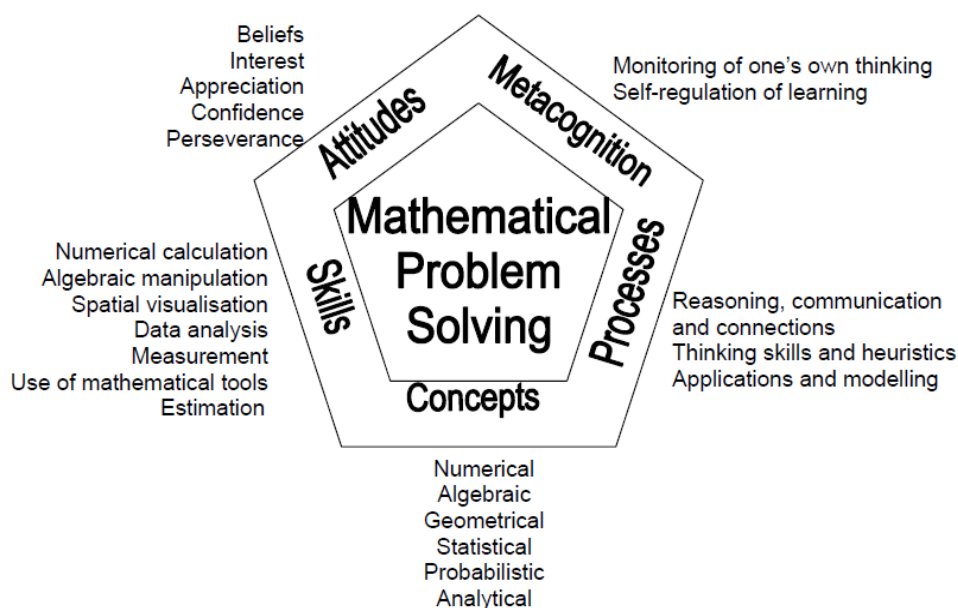 Beliefs
Interest
Appreciation
Confidence
Perseverance
Attitudes
Metacognition
Monitoring of one's own thinking
Self-regulation of learning
Mathematical
Problem
Solving
Skills
Numerical calculation
Algebraic manipulation
Spatial visualisation
Data analysis
Measurement
Use of mathematical tools
Estimation
Processes
Reasoning, communication
and connections
Thinking skills and heuristics
Applications and modelling
Concepts
Numerical
Algebraic
Geometrical
Statistical
Probabilistic
Analytical